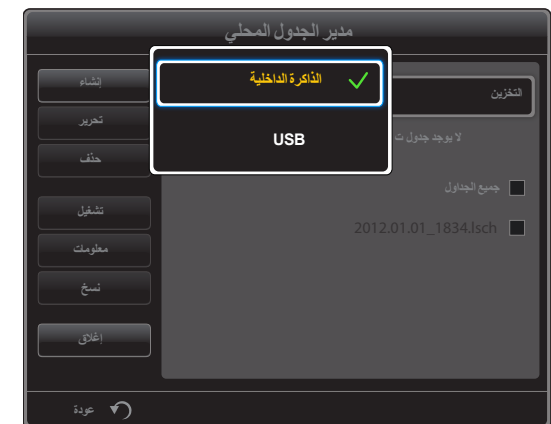 مدير الجدول المحلي
الذاكرة الداخلية
USB
التخزين
لا يوجد جدول ت
جميع الجداول
2012.01.01_1834.lsch
إنشاء
تحرير
حذف
تشغيل
معلومات
نسخ
إغلاق
عودة